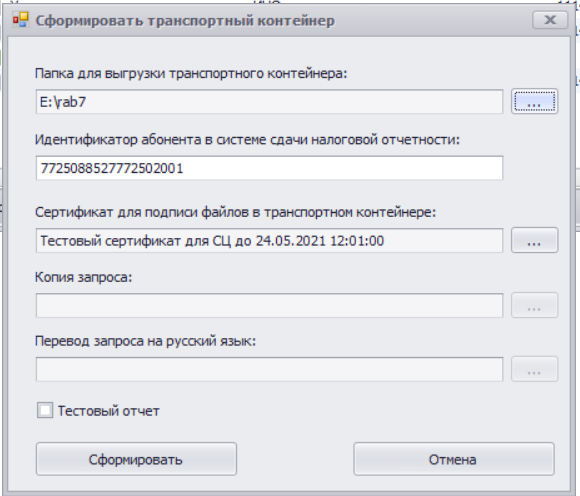 Сформировать транспортный контейнер
Папка для выгрузки транспортного контейнера:
E:\rab7
...
Идентификатор абонента в системе сдачи налоговой отчетности:
7725088527772502001
Сертификат для подписи файлов в транспортном контейнере:
Тестовый сертификат для СЦ до 24.05.2021 12:01:00
...
Копия запроса:
...
Перевод запроса на русский язык:
...
Тестовый отчет
Сформировать
Отмена